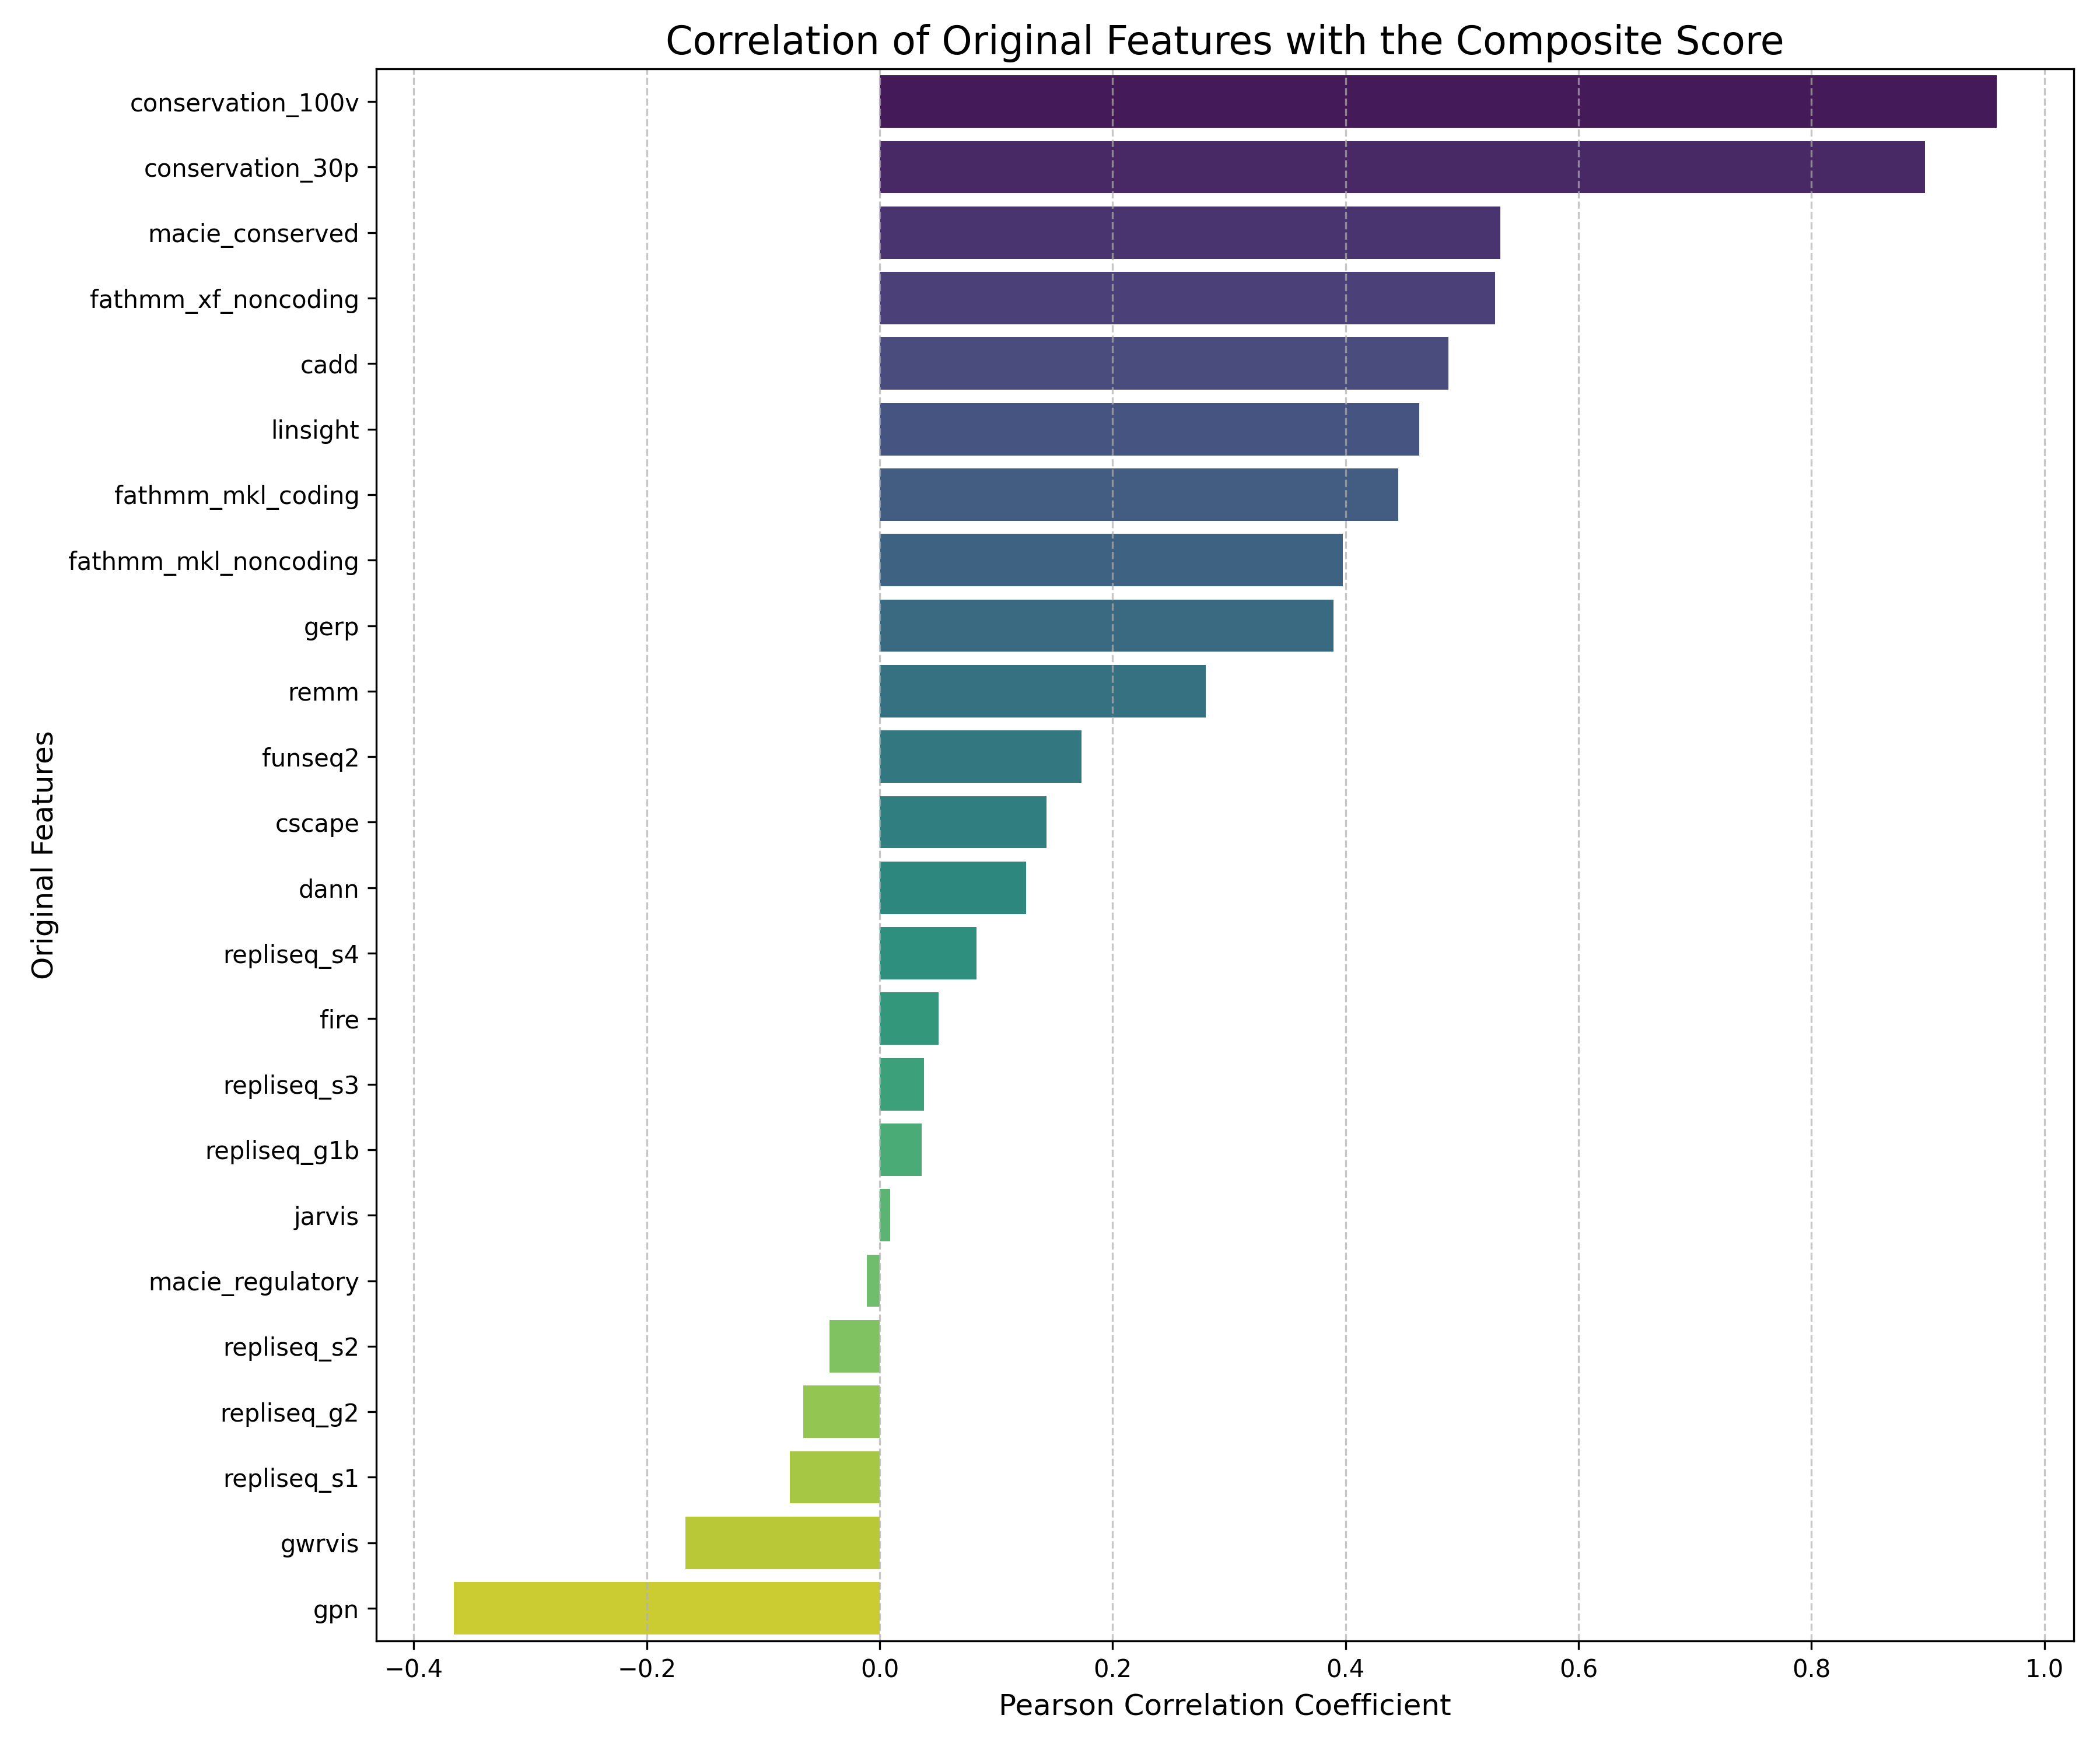 Correlation of Original Features with the Composite Score
Original Features
conservation_100v
conservation_30p
macie_conserved
fathmm_xf_noncoding
cadd
linsight
fathmm_mkl_coding
fathmm_mkl_noncoding
gerp
remm
funseq2
cscape
dann
repliseq_s4
fire
repliseq_s3
repliseq_g1b
jarvis
macie_regulatory
repliseq_s2
repliseq_g2
repliseq_s1
gwrvis
gpn
−0.4 −0.2 0.0 0.2 0.4 0.6 0.8 1.0
Pearson Correlation Coefficient